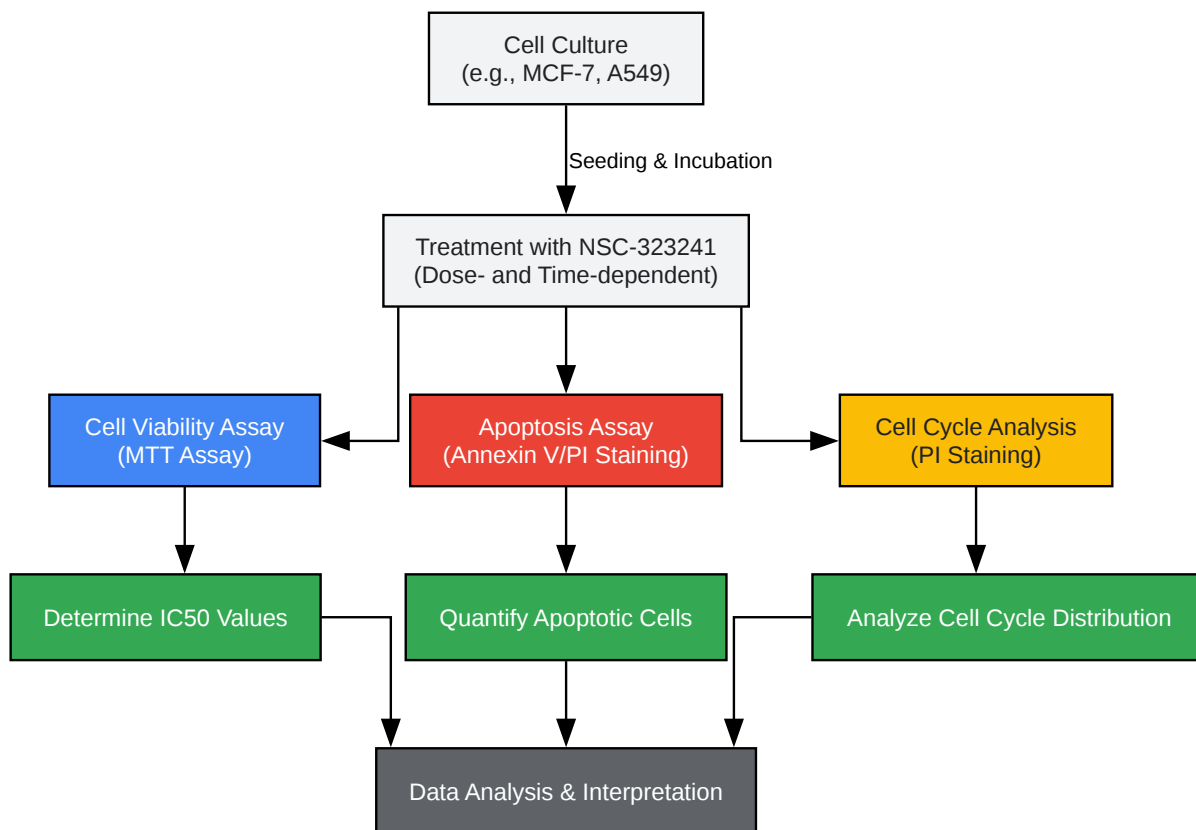 Cell Culture
(e.g., MCF-7, A549)
Seeding & Incubation
Treatment with NSC-323241
(Dose- and Time-dependent)
Cell Viability Assay
(MTT Assay)
Apoptosis Assay
(Annexin V/PI Staining)
Cell Cycle Analysis
(PI Staining)
Determine IC50 Values
Quantify Apoptotic Cells
Analyze Cell Cycle Distribution
Data Analysis & Interpretation